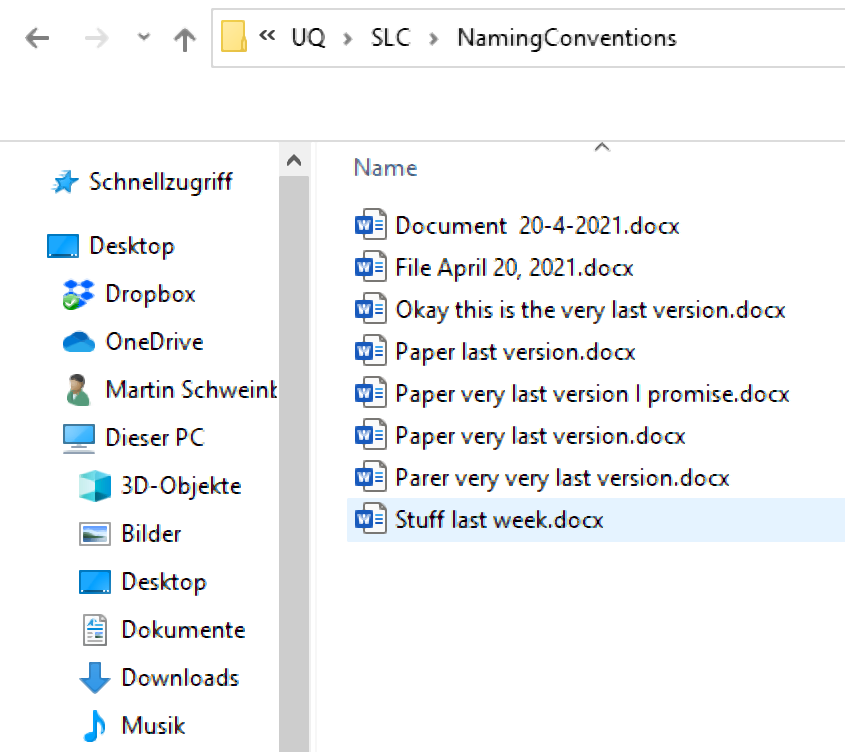 « UQ > SLC > NamingConventions
Name
Schnellzugriff
Desktop
Dropbox
OneDrive
Martin Schweinb
Dieser PC
3D-Objekte
Bilder
Desktop
Dokumente
Downloads
Musik
Document  20-4-2021.docx
File April 20, 2021.docx
Okay this is the very last version.docx
Paper last version.docx
Paper very last version I promise.docx
Paper very last version.docx
Parer very very last version.docx
Stuff last week.docx